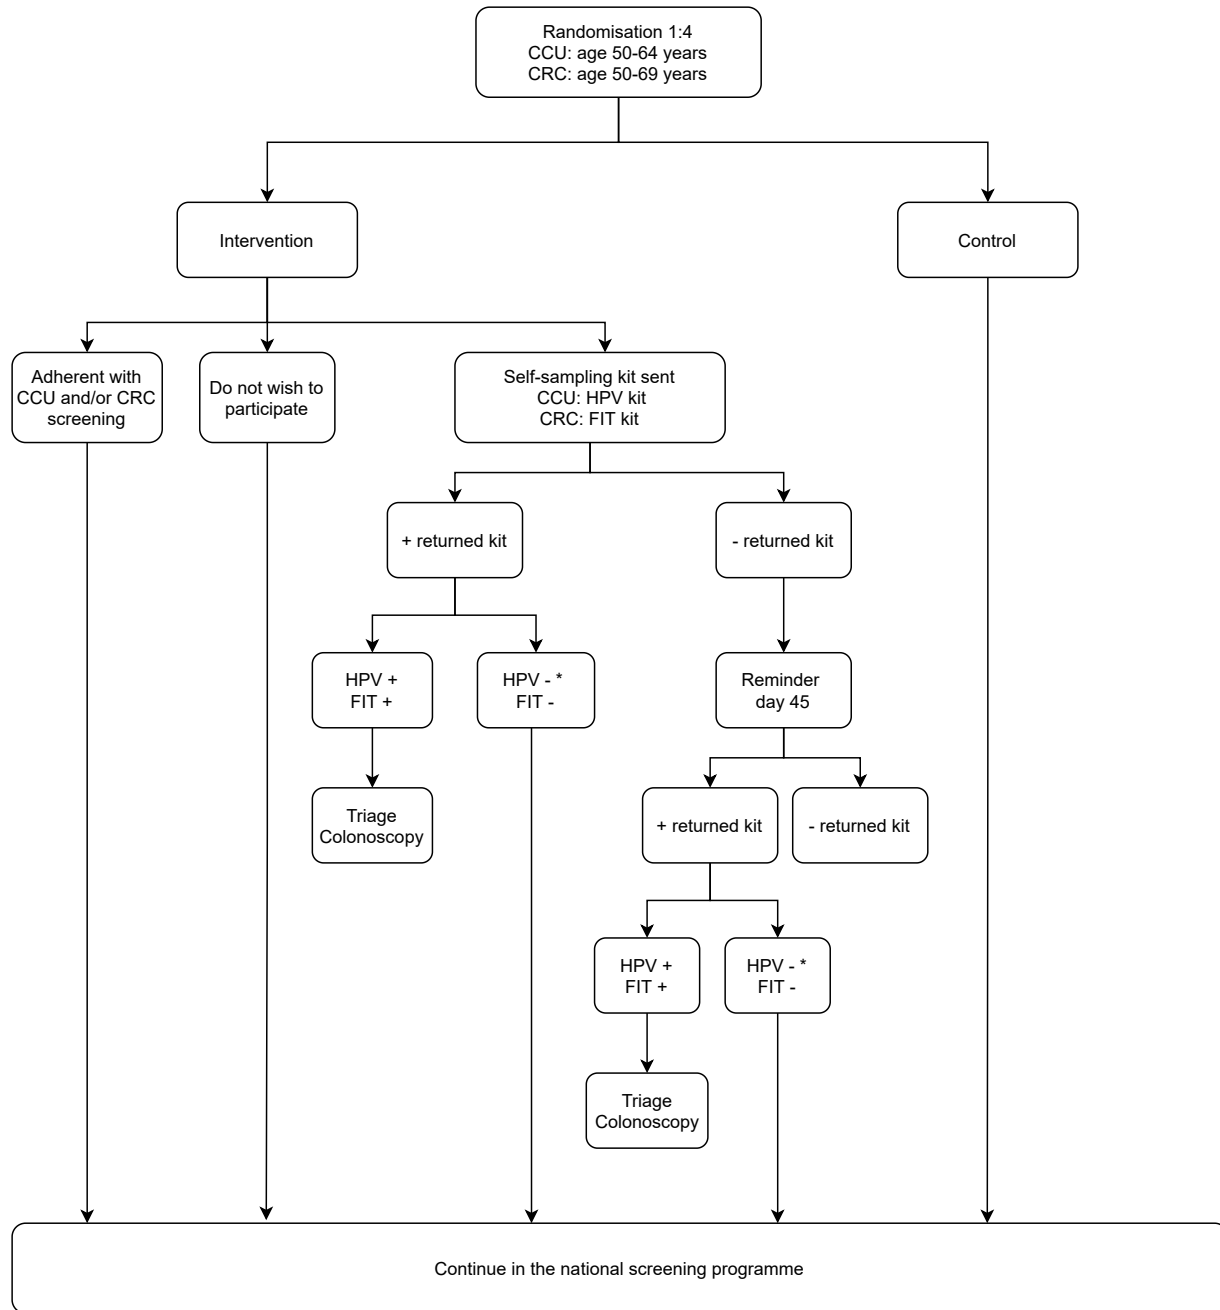 Randomisation 1:4
CCU: age 50-64 years
CRC: age 50-69 years
Intervention
Control
Adherent with
CCU and/or CRC
screening
Do not wish to
participate
Self-sampling kit sent
CCU: HPV kit
CRC: FIT kit
+ returned kit
- returned kit
HPV +
FIT +
HPV - *
FIT -
Reminder
day 45
Triage
Colonoscopy
+ returned kit
- returned kit
HPV +
FIT +
HPV - *
FIT -
Triage
Colonoscopy
Continue in the national screening programme